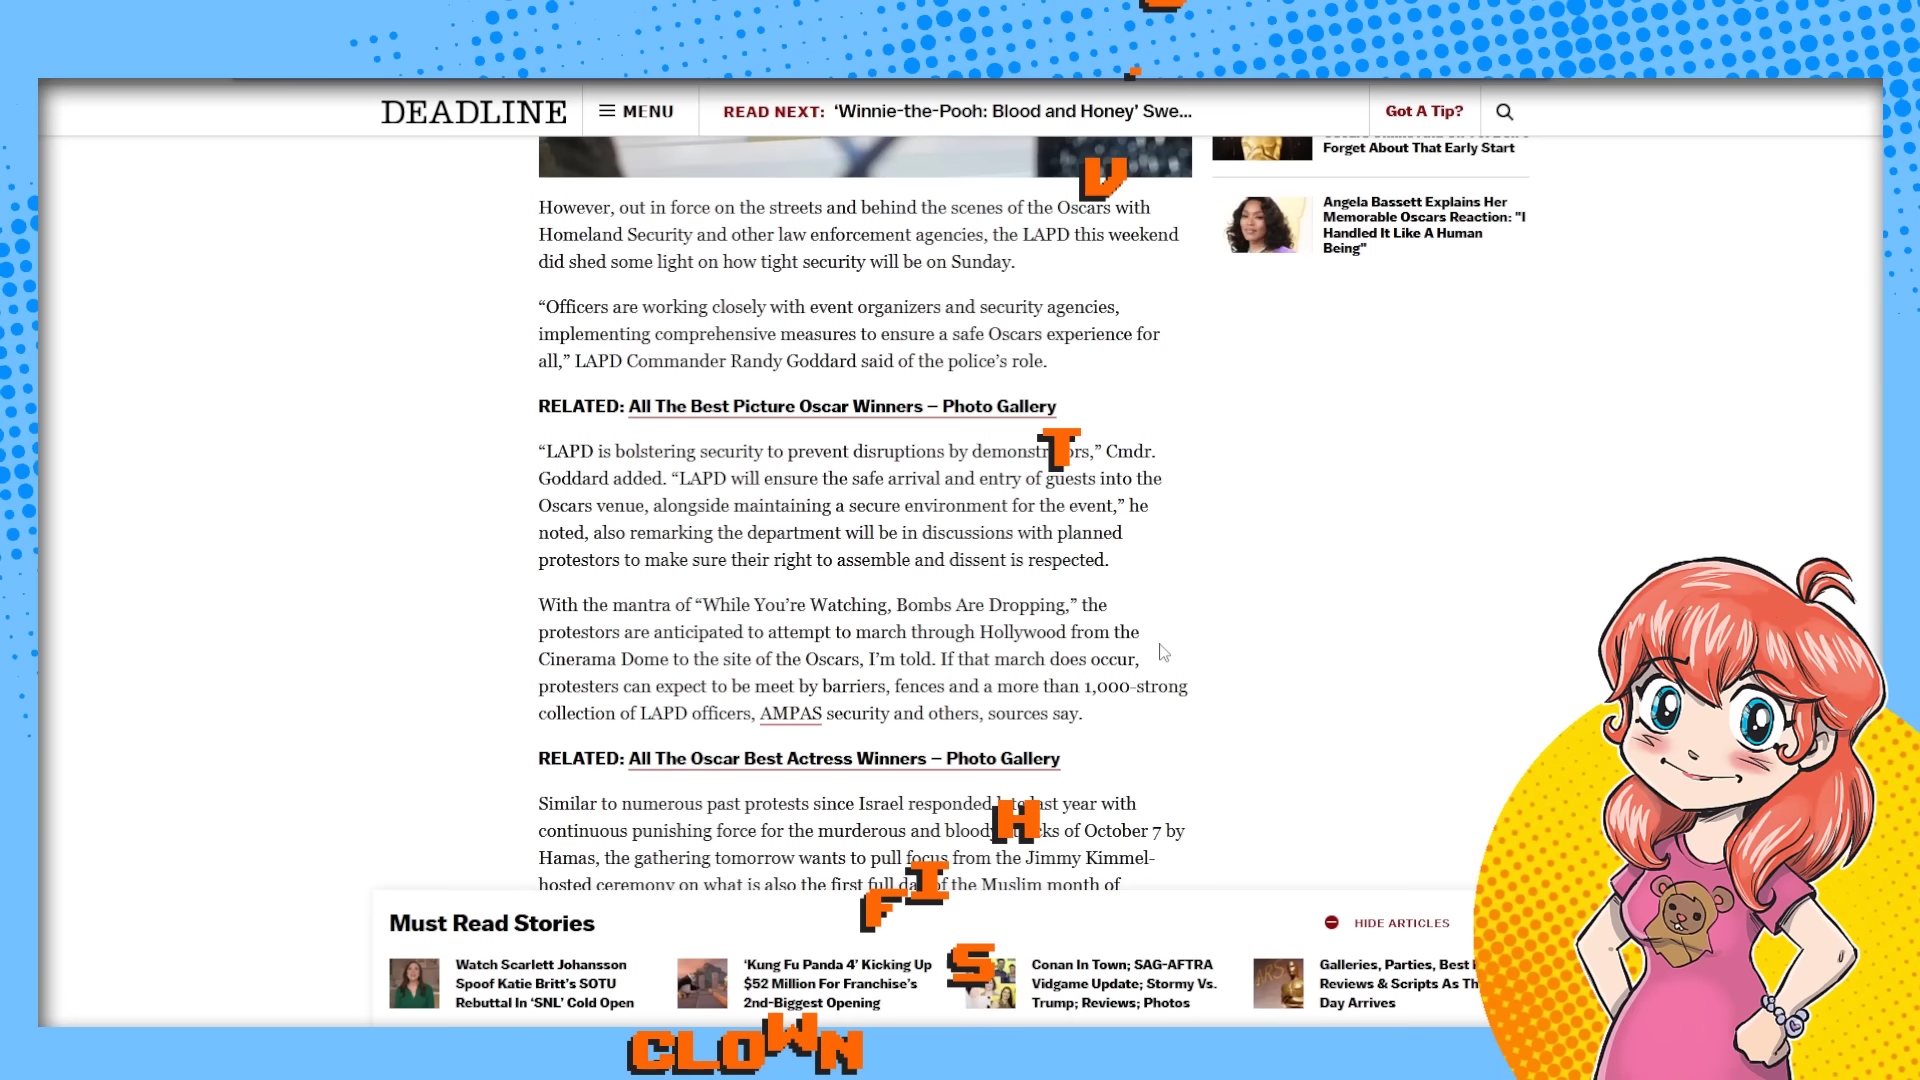 DEADLINE
MENU
READ NEXT: ‘Winnie-the-Pooh: Blood and Honey’ Swe...
Got A Tip?
Forget About That Early Start
Angela Bassett Explains Her
Memorable Oscars Reaction: "I
Handled It Like A Human
Being"
However, out in force on the streets and behind the scenes of the Oscars with
Homeland Security and other law enforcement agencies, the LAPD this weekend
did shed some light on how tight security will be on Sunday.
“Officers are working closely with event organizers and security agencies,
implementing comprehensive measures to ensure a safe Oscars experience for
all,” LAPD Commander Randy Goddard said of the police’s role.
RELATED: All The Best Picture Oscar Winners – Photo Gallery
“LAPD is bolstering security to prevent disruptions by demonstrators,” Cmdr.
Goddard added. “LAPD will ensure the safe arrival and entry of guests into the
Oscars venue, alongside maintaining a secure environment for the event,” he
noted, also remarking the department will be in discussions with planned
protestors to make sure their right to assemble and dissent is respected.
With the mantra of “While You’re Watching, Bombs Are Dropping,” the
protestors are anticipated to attempt to march through Hollywood from the
Cinerama Dome to the site of the Oscars, I’m told. If that march does occur,
protesters can expect to be meet by barriers, fences and a more than 1,000-strong
collection of LAPD officers, AMPAS security and others, sources say.
RELATED: All The Oscar Best Actress Winners – Photo Gallery
Similar to numerous past protests since Israel responded late last year with
continuous punishing force for the murderous and bloody attacks of October 7 by
Hamas, the gathering tomorrow wants to pull focus from the Jimmy Kimmel-
hosted ceremony on what is also the first full day of the Muslim month of
Must Read Stories
HIDE ARTICLES
Watch Scarlett Johansson
Spoof Katie Britt’s SOTU
Rebuttal In ‘SNL’ Cold Open
‘Kung Fu Panda 4’ Kicking Up
$52 Million For Franchise’s
2nd-Biggest Opening
Conan In Town; SAG-AFTRA
Vidgame Update; Stormy Vs.
Trump; Reviews; Photos
Galleries, Parties, Best
Reviews & Scripts As
Day Arrives
V
T
H
FI
S
CLOWN